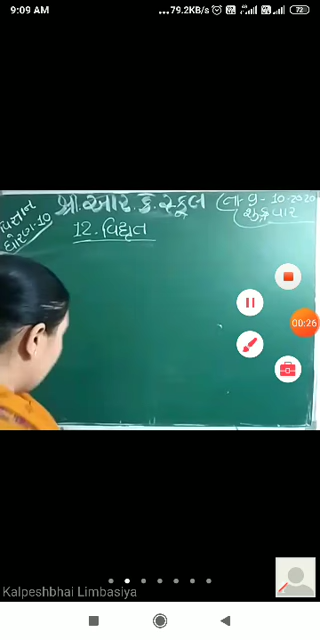 9:09 AM ...79.2KB/s 72
વિજ્ઞાન
ધોરણ-10
શ્રી.આર.કે.સ્કૂલ
તા-9-10-2020
શુક્રવાર
12. વિદ્યુત
00:26
Kalpeshbhai Limbasiya